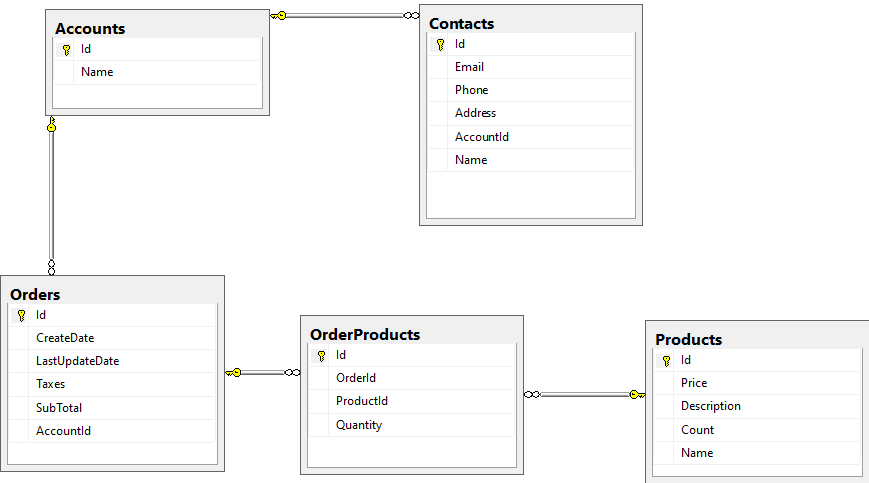 Accounts
Id
Name
Contacts
Id
Email
Phone
Address
AccountId
Name
Orders
Id
CreateDate
LastUpdateDate
Taxes
SubTotal
AccountId
OrderProducts
Id
OrderId
ProductId
Quantity
Products
Id
Price
Description
Count
Name